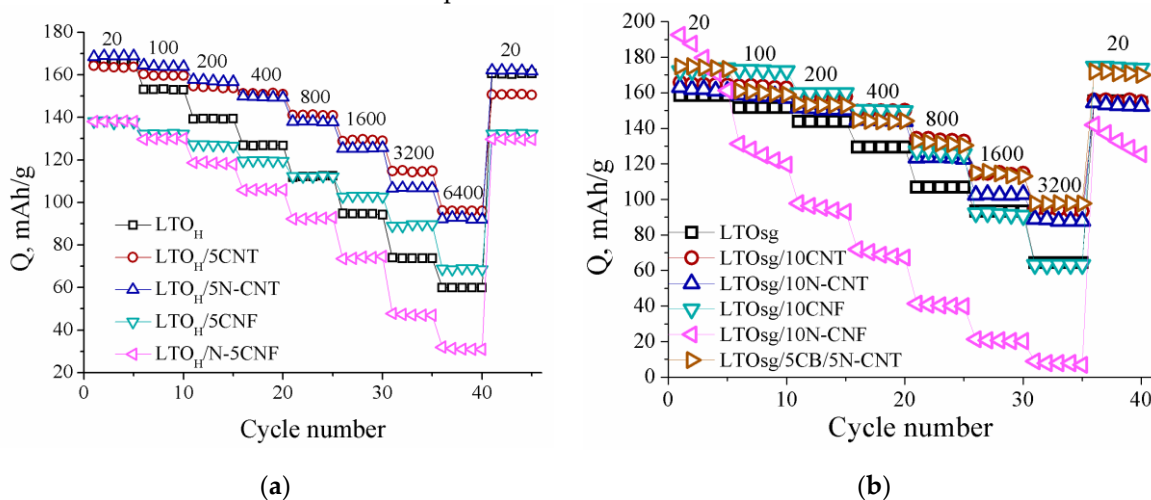 180
160
140
120
100
80
60
40
20
Q, mAh/g
20
100
200
400
800
1600
3200
6400
20
LTO_H
LTO_H/5CNT
LTO_H/5N-CNT
LTO_H/5CNF
LTO_H/N-5CNF
0 10 20 30 40
Cycle number
(a)
200
180
160
140
120
100
80
60
40
20
0
Q, mAh/g
20
100
200
400
800
1600
3200
20
LTOsg
LTOsg/10CNT
LTOsg/10N-CNT
LTOsg/10CNF
LTOsg/10N-CNF
LTOsg/5CB/5N-CNT
0 10 20 30 40
Cycle number
(b)